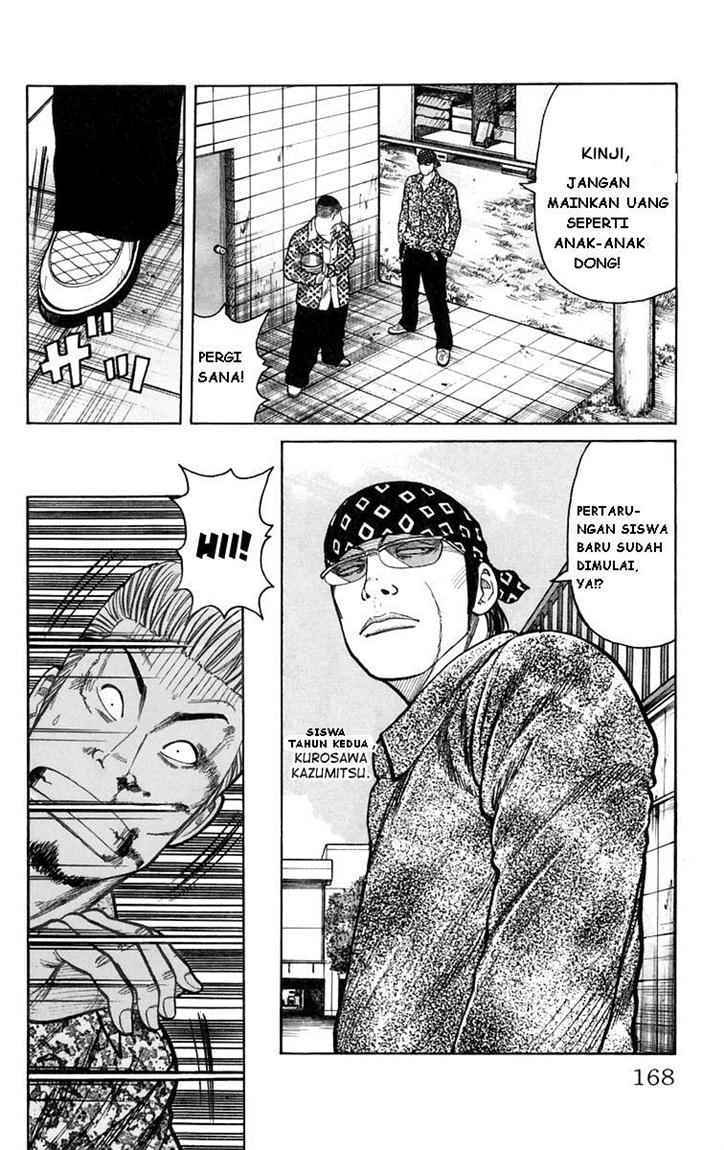 KINJI,
JANGAN
MAINKAN UANG
SEPERTI
ANAK-ANAK
DONG!
PERGI
SANA!
ザザッ
PERTARU-
NGAN SISWA
BARU SUDAH
DIMULAI,
YA!?
SISWA
TAHUN KEDUA
KUROSAWA
KAZUMITSU.
HII!
168